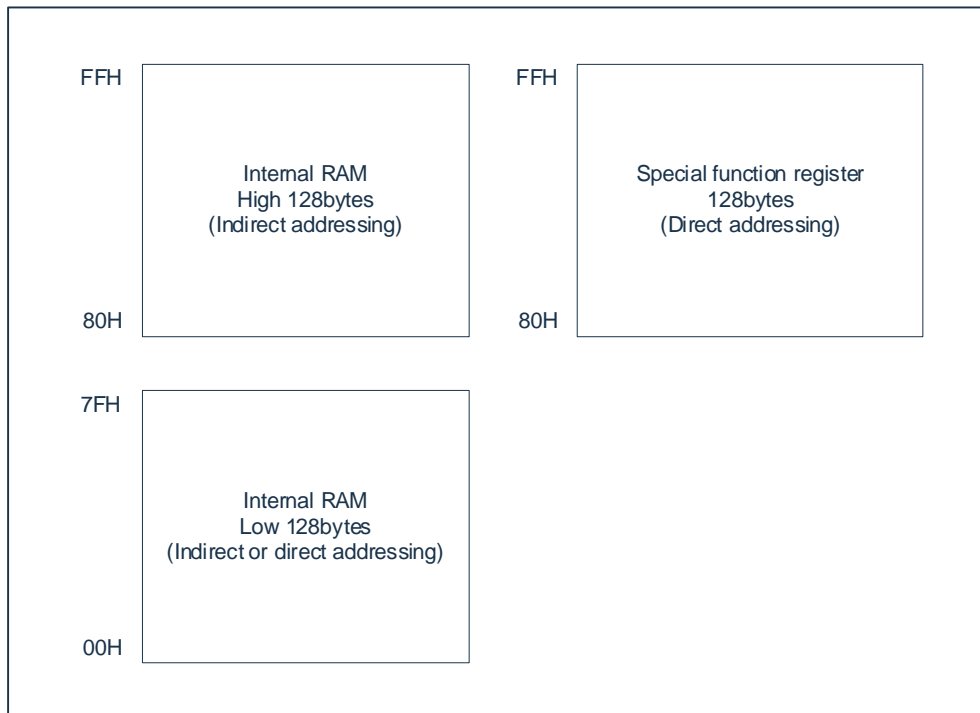 FFH
Internal RAM
High 128bytes
(Indirect addressing)
80H
FFH
Special function register
128bytes
(Direct addressing)
80H
7FH
Internal RAM
Low 128bytes
(Indirect or direct addressing)
00H